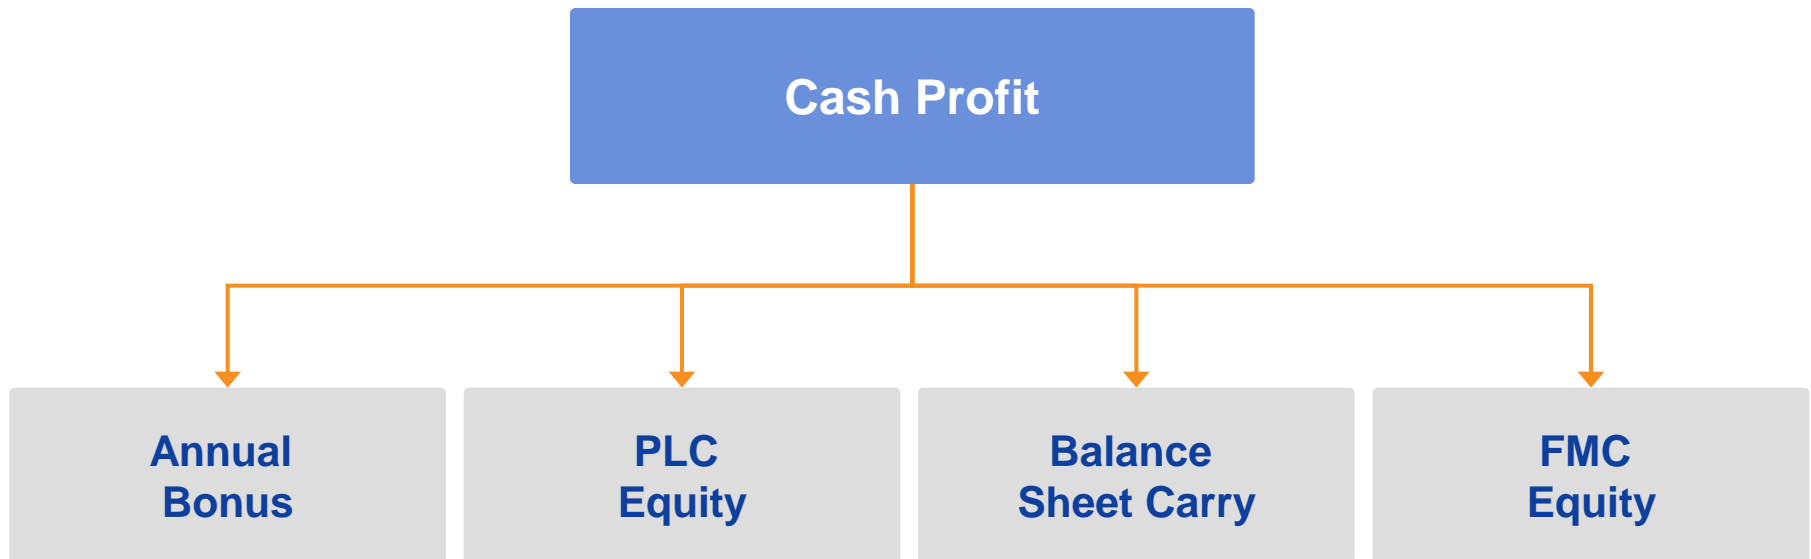 Cash Profit
Annual
Bonus
PLC
Equity
Balance
Sheet Carry
FMC
Equity